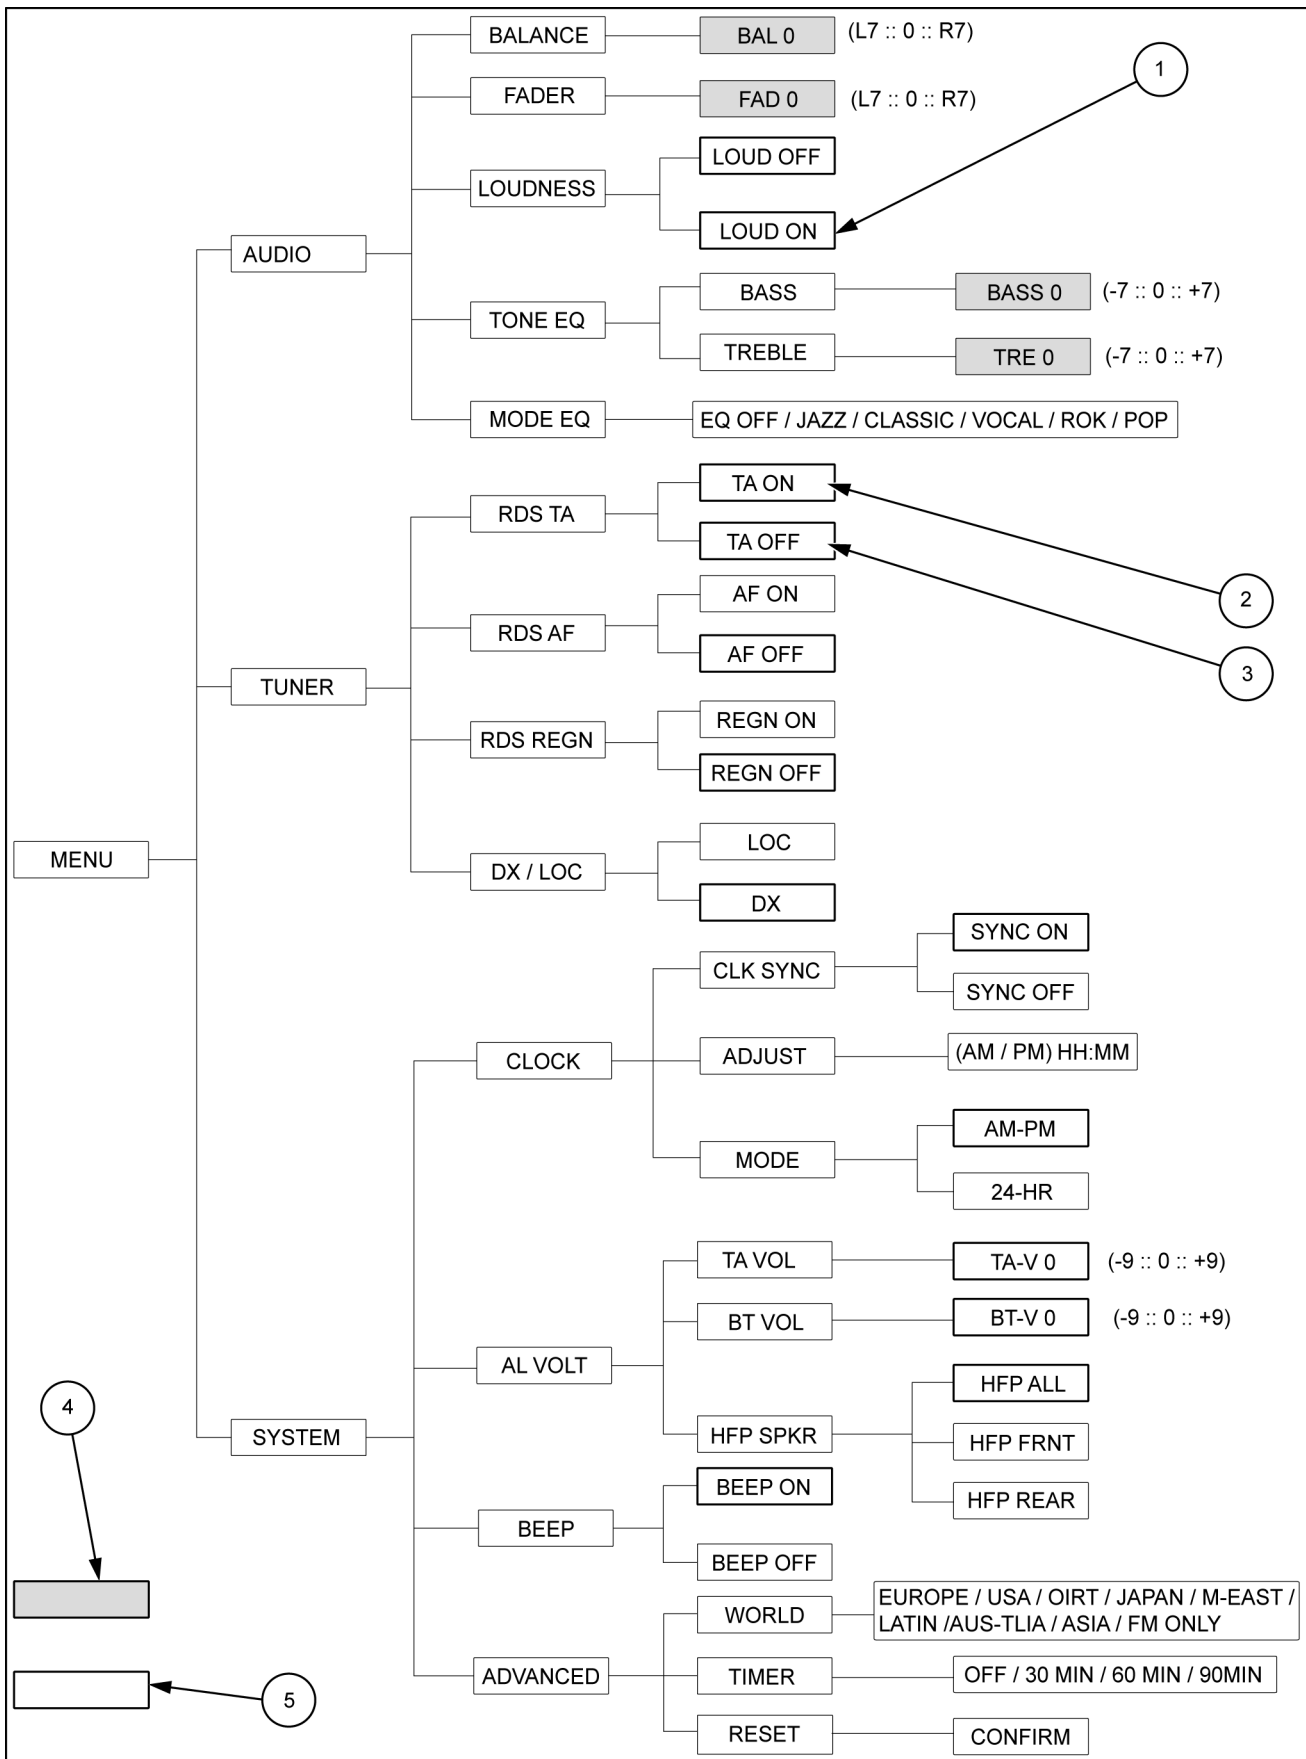 BALANCE
BAL 0
(L7 :: 0 :: R7)
FADER
FAD 0
(L7 :: 0 :: R7)
1
LOUDNESS
LOUD OFF
LOUD ON
AUDIO
TONE EQ
BASS
BASS 0
(-7 :: 0 :: +7)
TREBLE
TRE 0
(-7 :: 0 :: +7)
MODE EQ
EQ OFF / JAZZ / CLASSIC / VOCAL / ROK / POP
RDS TA
TA ON
TA OFF
2
3
RDS AF
AF ON
AF OFF
TUNER
RDS REGN
REGN ON
REGN OFF
MENU
DX / LOC
LOC
DX
CLOCK
CLK SYNC
SYNC ON
SYNC OFF
ADJUST
(AM / PM) HH:MM
MODE
AM-PM
24-HR
AL VOLT
TA VOL
TA-V 0
(-9 :: 0 :: +9)
BT VOL
BT-V 0
(-9 :: 0 :: +9)
HFP SPKR
HFP ALL
HFP FRNT
HFP REAR
SYSTEM
4
BEEP
BEEP ON
BEEP OFF
ADVANCED
WORLD
EUROPE / USA / OIRT / JAPAN / M-EAST /
LATIN /AUS-TLIA / ASIA / FM ONLY
TIMER
OFF / 30 MIN / 60 MIN / 90MIN
RESET
CONFIRM
5